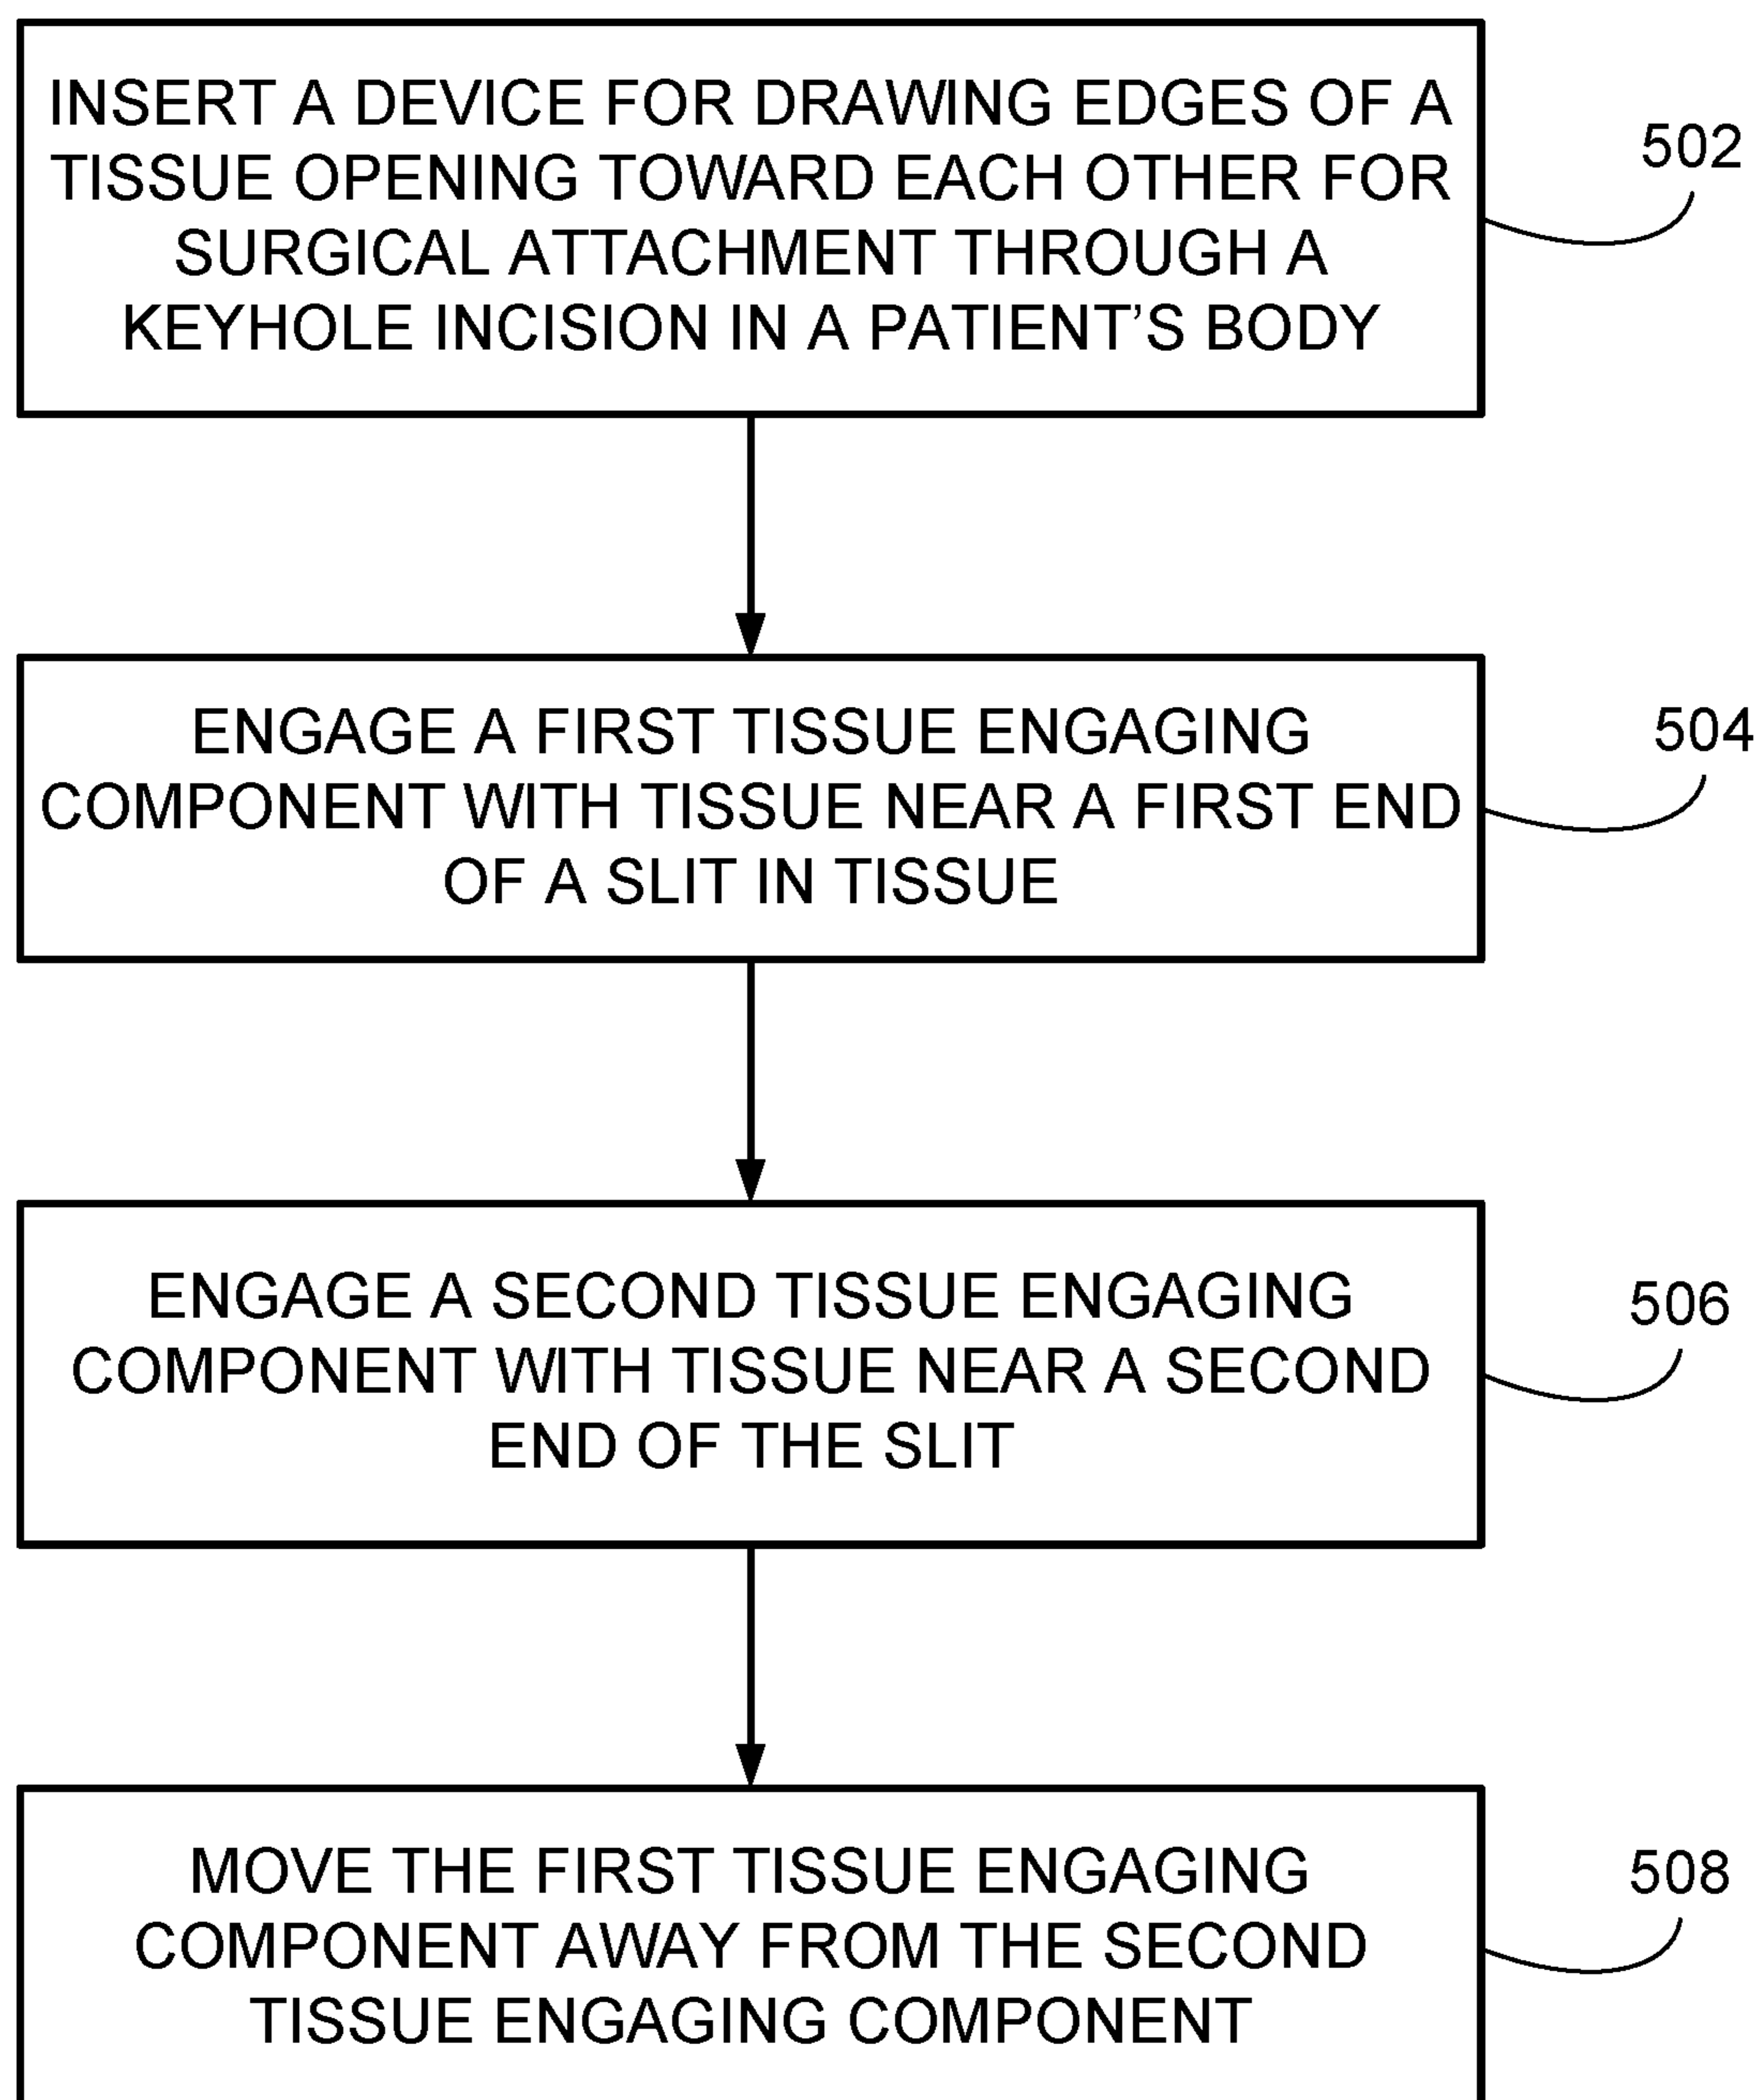 INSERT A DEVICE FOR DRAWING EDGES OF A
TISSUE OPENING TOWARD EACH OTHER FOR
SURGICAL ATTACHMENT THROUGH A
KEYHOLE INCISION IN A PATIENT’S BODY
502
ENGAGE A FIRST TISSUE ENGAGING
COMPONENT WITH TISSUE NEAR A FIRST END
OF A SLIT IN TISSUE
504
ENGAGE A SECOND TISSUE ENGAGING
COMPONENT WITH TISSUE NEAR A SECOND
END OF THE SLIT
506
MOVE THE FIRST TISSUE ENGAGING
COMPONENT AWAY FROM THE SECOND
TISSUE ENGAGING COMPONENT
508